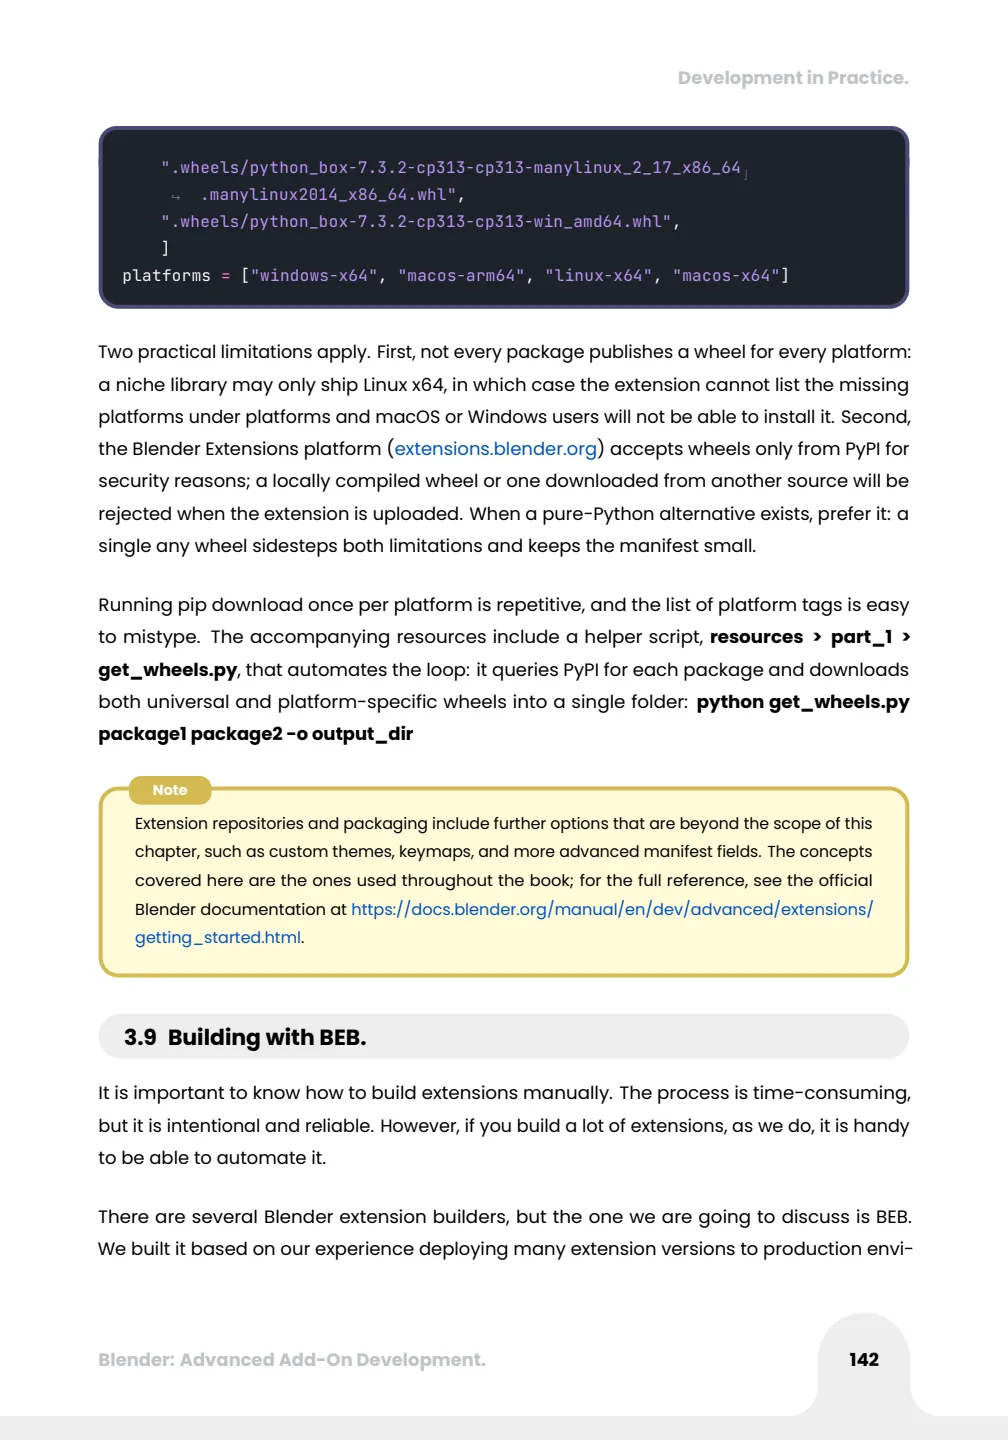 Development in Practice.
".wheels/python_box-7.3.2-cp313-cp313-manylinux_2_17_x86_64⌋
↪ .manylinux2014_x86_64.whl",
".wheels/python_box-7.3.2-cp313-cp313-win_amd64.whl",
]
platforms = ["windows-x64", "macos-arm64", "linux-x64", "macos-x64"]
Two practical limitations apply. First, not every package publishes a wheel for every platform:
a niche library may only ship Linux x64, in which case the extension cannot list the missing
platforms under platforms and macOS or Windows users will not be able to install it. Second,
the Blender Extensions platform (extensions.blender.org) accepts wheels only from PyPI for
security reasons; a locally compiled wheel or one downloaded from another source will be
rejected when the extension is uploaded. When a pure-Python alternative exists, prefer it: a
single any wheel sidesteps both limitations and keeps the manifest small.
Running pip download once per platform is repetitive, and the list of platform tags is easy
to mistype. The accompanying resources include a helper script, resources > part_1 >
get_wheels.py, that automates the loop: it queries PyPI for each package and downloads
both universal and platform-specific wheels into a single folder: python get_wheels.py
package1 package2 -o output_dir
Note
Extension repositories and packaging include further options that are beyond the scope of this
chapter, such as custom themes, keymaps, and more advanced manifest fields. The concepts
covered here are the ones used throughout the book; for the full reference, see the official
Blender documentation at https://docs.blender.org/manual/en/dev/advanced/extensions/
getting_started.html.
3.9 Building with BEB.
It is important to know how to build extensions manually. The process is time-consuming,
but it is intentional and reliable. However, if you build a lot of extensions, as we do, it is handy
to be able to automate it.
There are several Blender extension builders, but the one we are going to discuss is BEB.
We built it based on our experience deploying many extension versions to production envi-
Blender: Advanced Add-On Development.
142